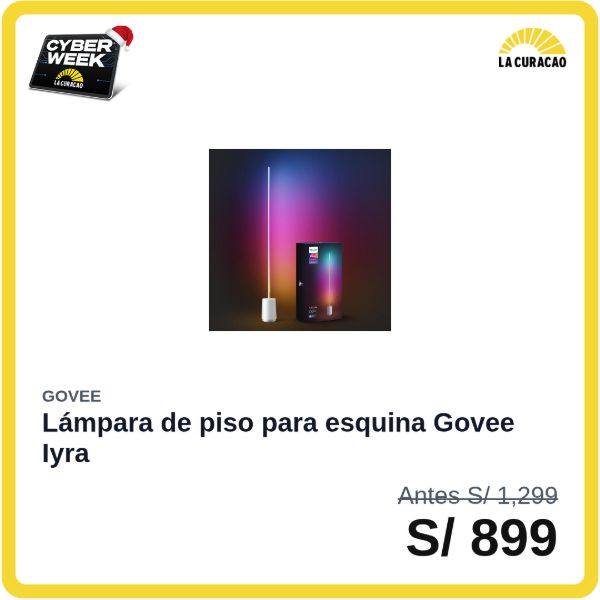 CYBER
WEEK
LA CURACAO
LA CURACAO
GOVEE
Lámpara de piso para esquina Govee
lyra
Antes S/ 1,299
S/ 899